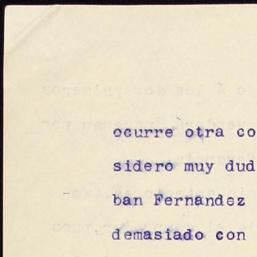 ocurre otra co
sidero muy dud
ban Fernandez
demasiado con